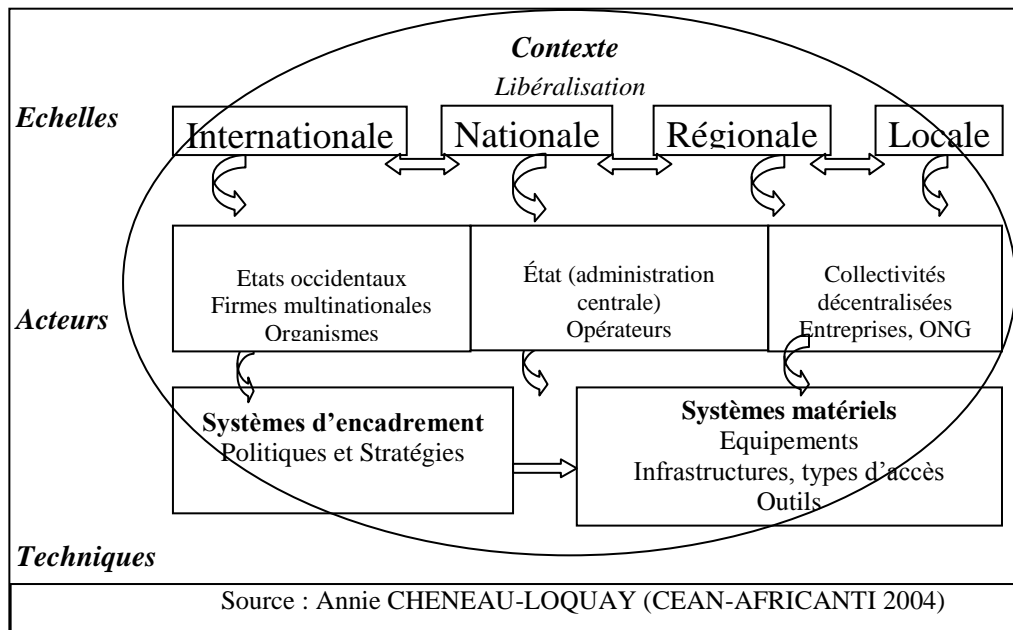 Contexte
Libéralisation
Echelles
Internationale Nationale Régionale Locale
Etats occidentaux
Firmes multinationales
Organismes
État (administration
centrale)
Opérateurs
Collectivités
décentralisées
Entreprises, ONG
Acteurs
Systèmes d'encadrement
Politiques et Stratégies
Systèmes matériels
Equipements
Infrastructures, types d'accès
Outils
Techniques
Source : Annie CHENEAU-LOQUAY (CEAN-AFRICANTI 2004)